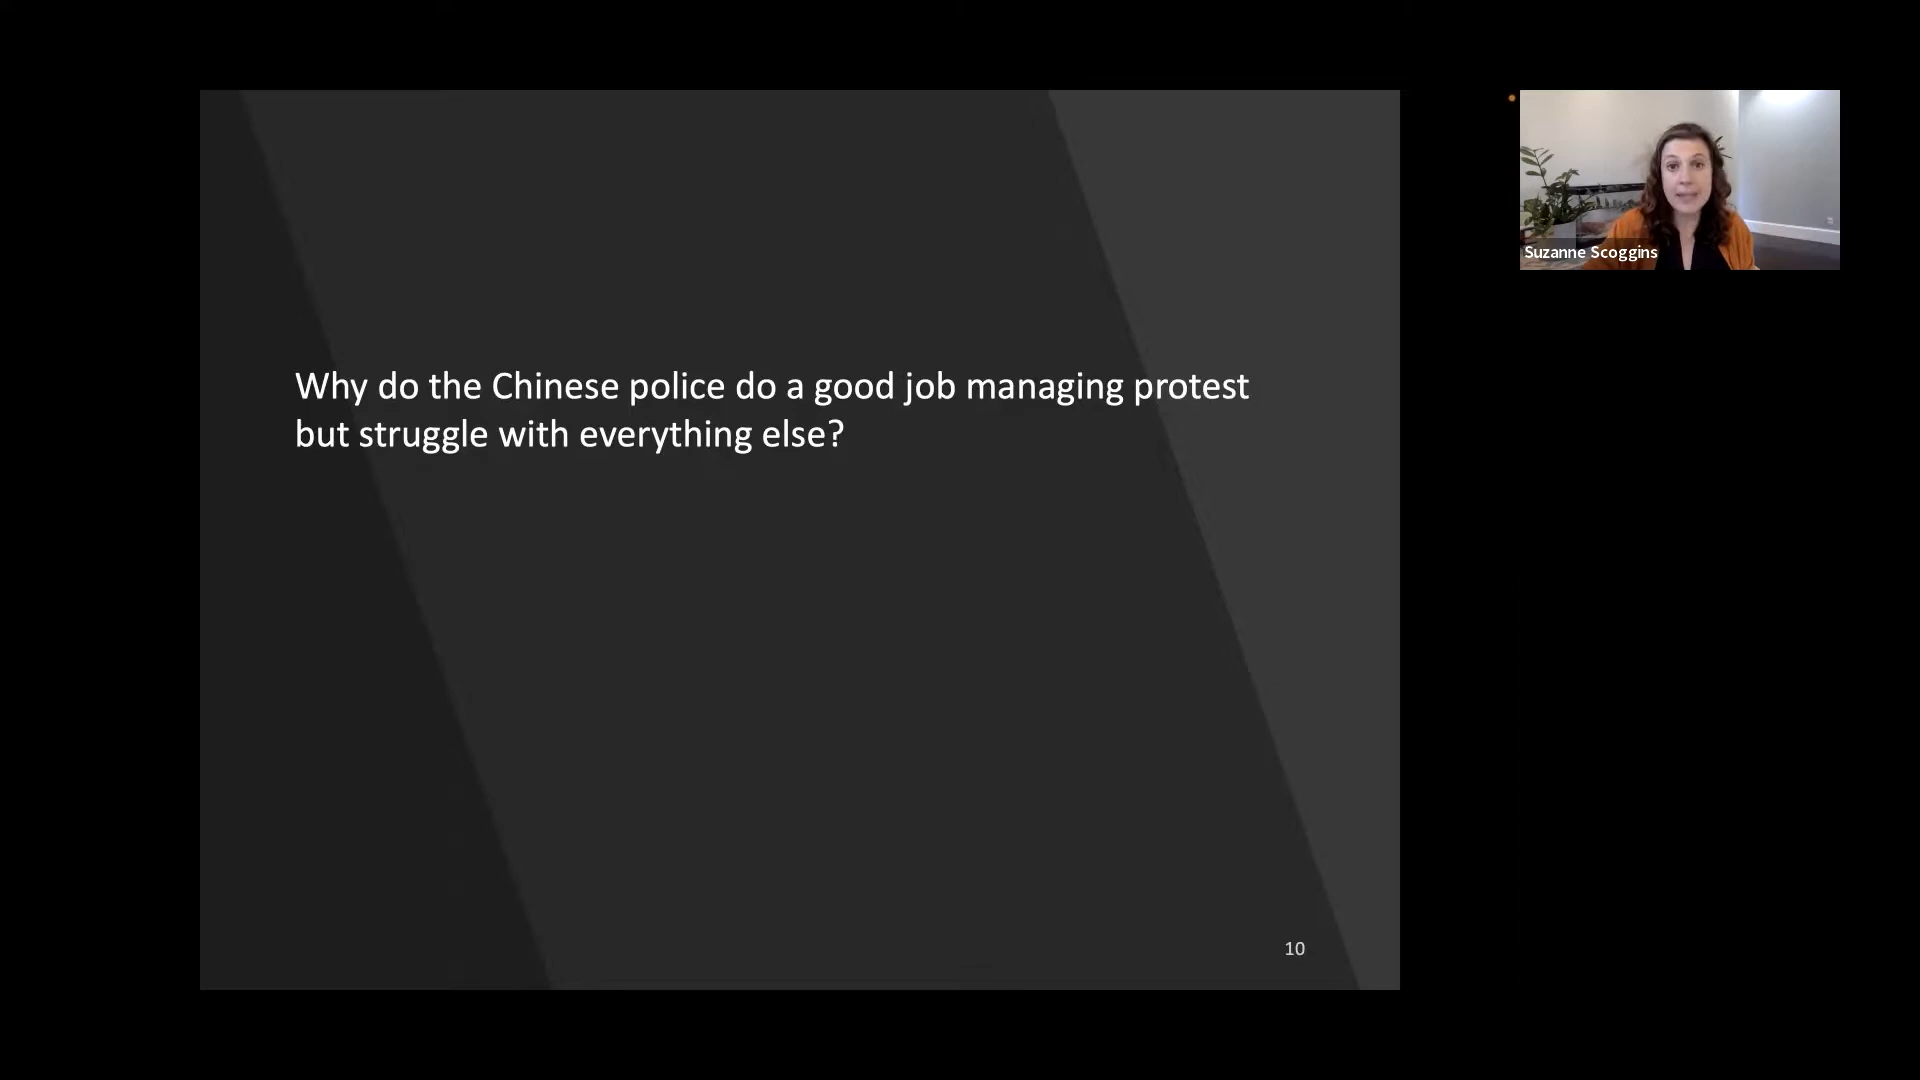 Why do the Chinese police do a good job managing protest
but struggle with everything else?
10
Suzanne Scoggins